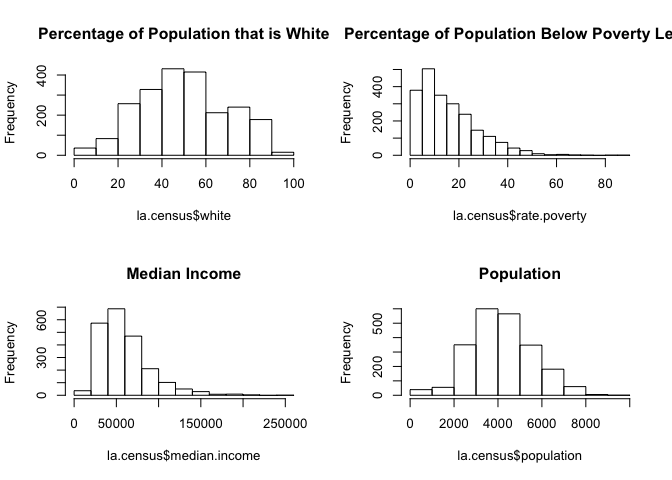 Percentage of Population that is White
Frequency
0 200 400
0 20 40 60 80 100
la.census$white
Percentage of Population Below Poverty Le
Frequency
0 200 400
0 20 40 60 80
la.census$rate.poverty
Median Income
Frequency
0 300 600
0 50000 150000 250000
la.census$median.income
Population
Frequency
0 200 500
0 2000 4000 6000 8000
la.census$population